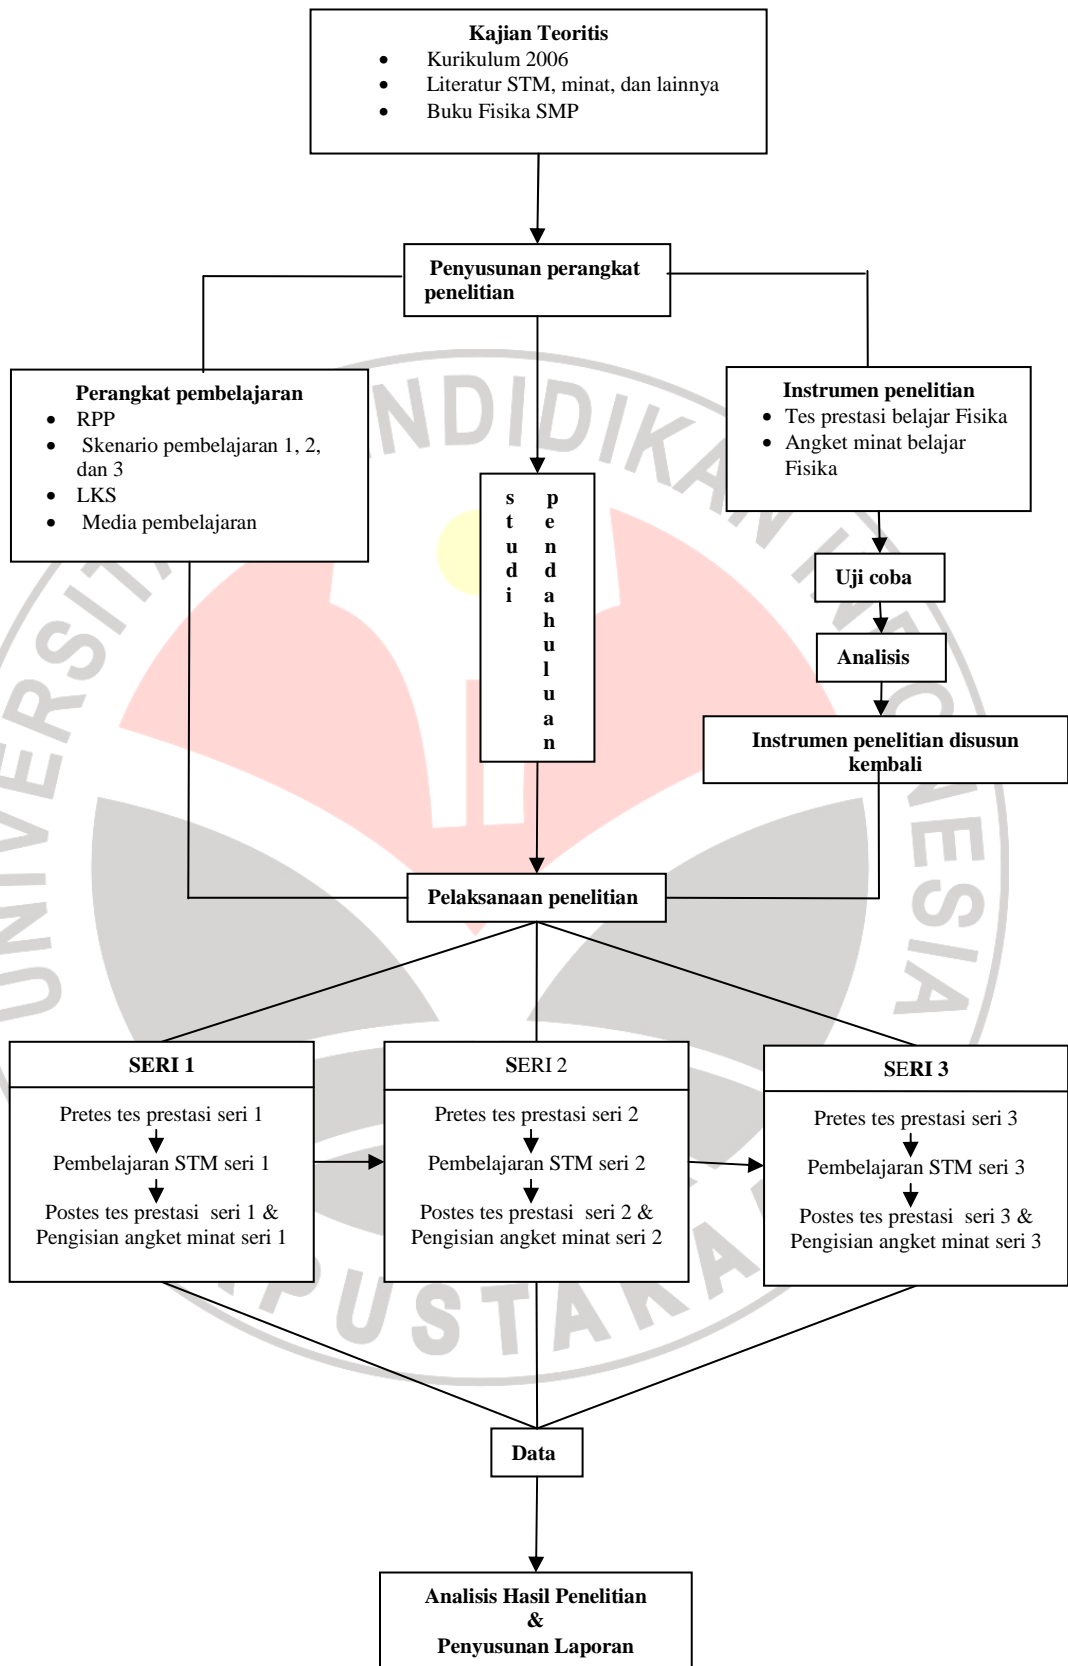 Kajian Teoritis
• Kurikulum 2006
• Literatur STM, minat, dan lainnya
• Buku Fisika SMP
Penyusunan perangkat
penelitian
Perangkat pembelajaran
• RPP
• Skenario pembelajaran 1, 2,
dan 3
• LKS
• Media pembelajaran
studi
pendahuluan
Instrumen penelitian
• Tes prestasi belajar Fisika
• Angket minat belajar
Fisika
Uji coba
Analisis
Instrumen penelitian disusun
kembali
Pelaksanaan penelitian
SERI 1
Pretes tes prestasi seri 1
Pembelajaran STM seri 1
Postes tes prestasi seri 1 &
Pengisian angket minat seri 1
SERI 2
Pretes tes prestasi seri 2
Pembelajaran STM seri 2
Postes tes prestasi seri 2 &
Pengisian angket minat seri 2
SERI 3
Pretes tes prestasi seri 3
Pembelajaran STM seri 3
Postes tes prestasi seri 3 &
Pengisian angket minat seri 3
Data
Analisis Hasil Penelitian
&
Penyusunan Laporan
PUSTAKA